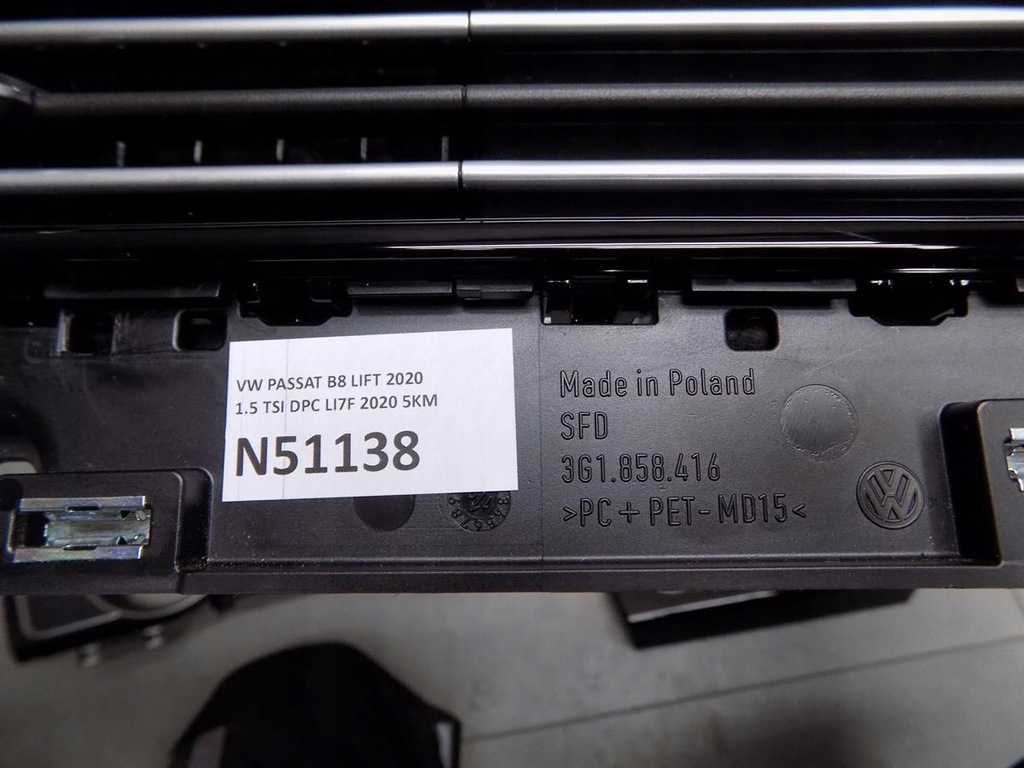 VW PASSAT B8 LIFT 2020
1.5 TSI DPC LI7F 2020 5KM
N51138
Made in Poland
SFD
3G1.858.416
>PC+PET-MD15<